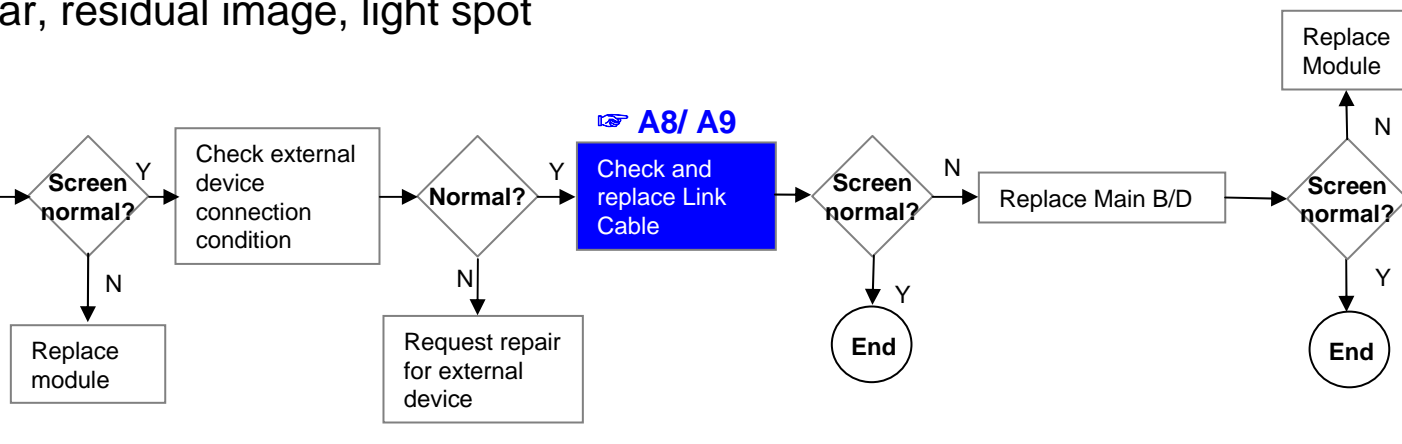 ar, residual image, light spot
Screen
normal?
Y
N
Replace
module
Check external
device
connection
condition
Normal?
Y
N
Request repair
for external
device
☞ A8/ A9
Check and
replace Link
Cable
Screen
normal?
N
Y
End
Replace Main B/D
Screen
normal?
N
Replace
Module
Y
End